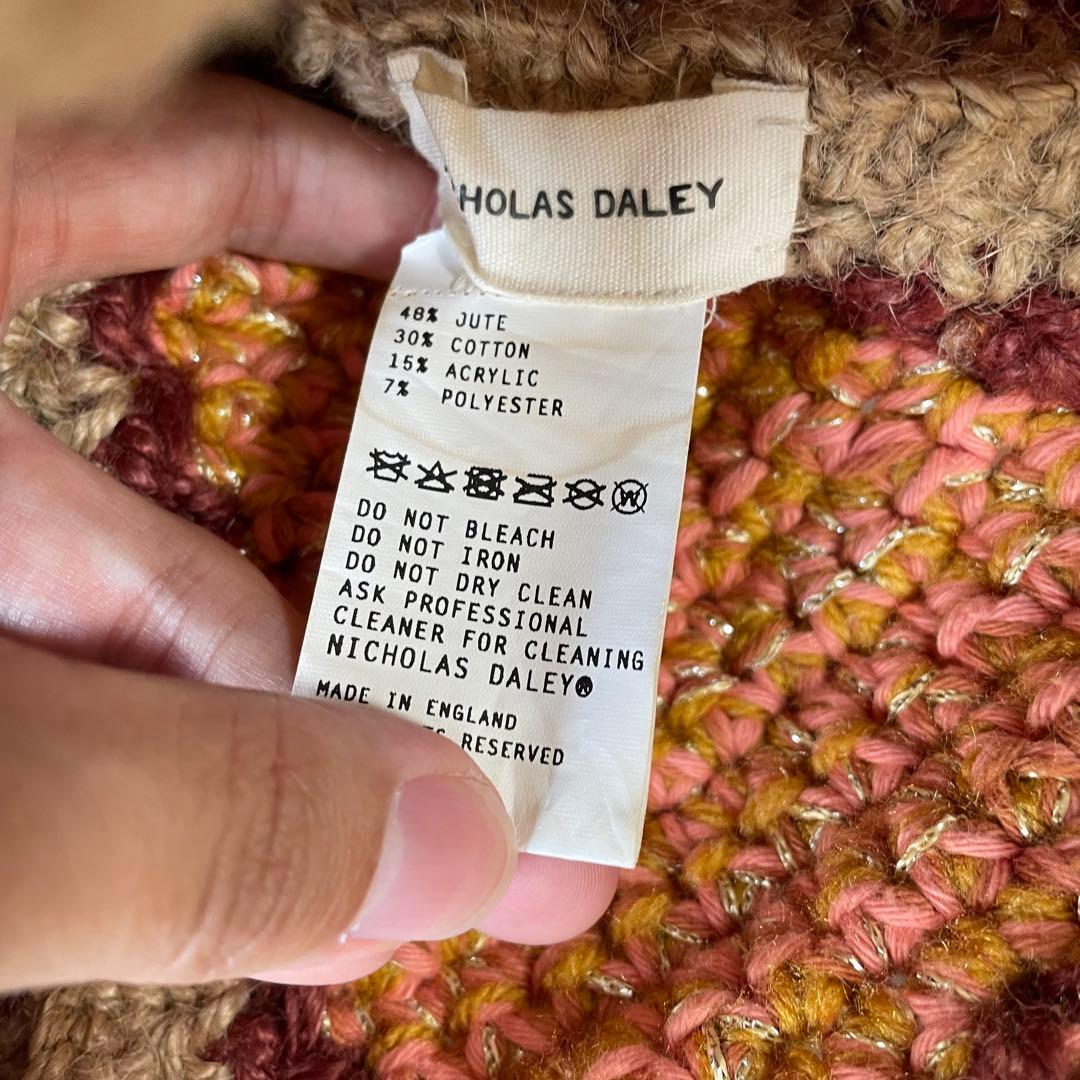 HOLAS DALEY
48% JUTE
30% COTTON
15% ACRYLIC
7% POLYESTER
DO NOT BLEACH
DO NOT IRON
DO NOT DRY CLEAN
ASK PROFESSIONAL
CLEANER FOR CLEANING
NICHOLAS DALEY®
MADE IN ENGLAND
RESERVED